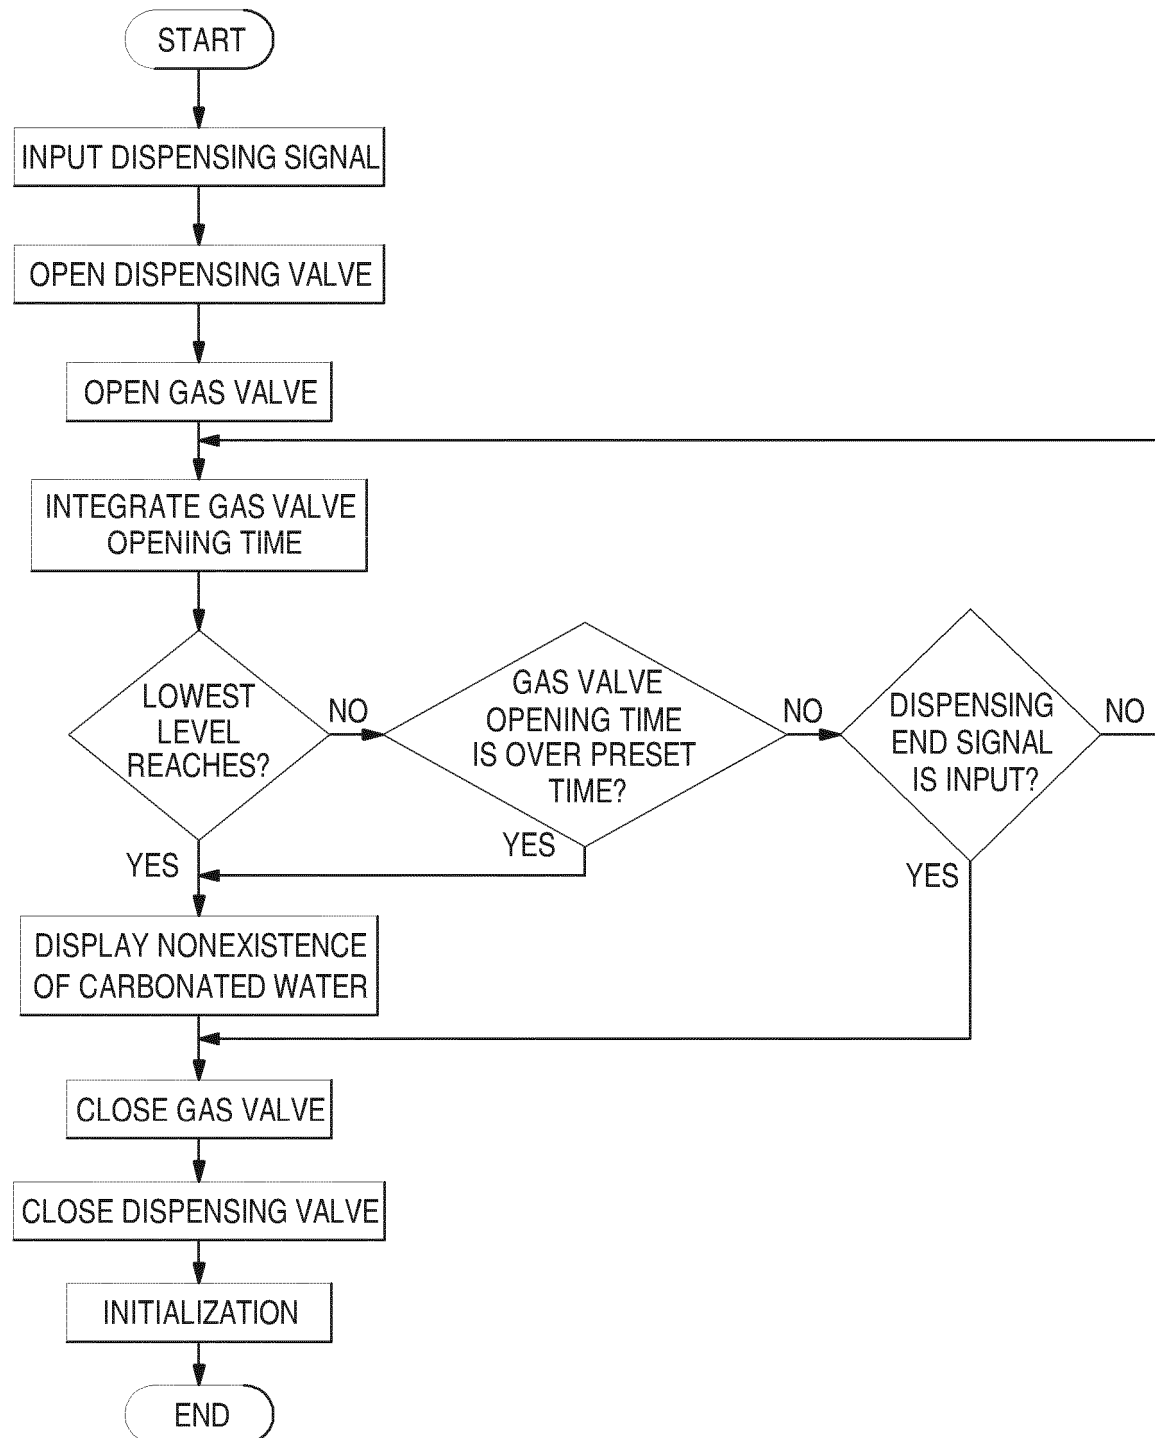 START
INPUT DISPENSING SIGNAL
OPEN DISPENSING VALVE
OPEN GAS VALVE
INTEGRATE GAS VALVE
OPENING TIME
LOWEST
LEVEL
REACHES?
NO
GAS VALVE
OPENING TIME
IS OVER PRESET
TIME?
NO
DISPENSING
END SIGNAL
IS INPUT?
NO
YES
YES
YES
DISPLAY NONEXISTENCE
OF CARBONATED WATER
CLOSE GAS VALVE
CLOSE DISPENSING VALVE
INITIALIZATION
END